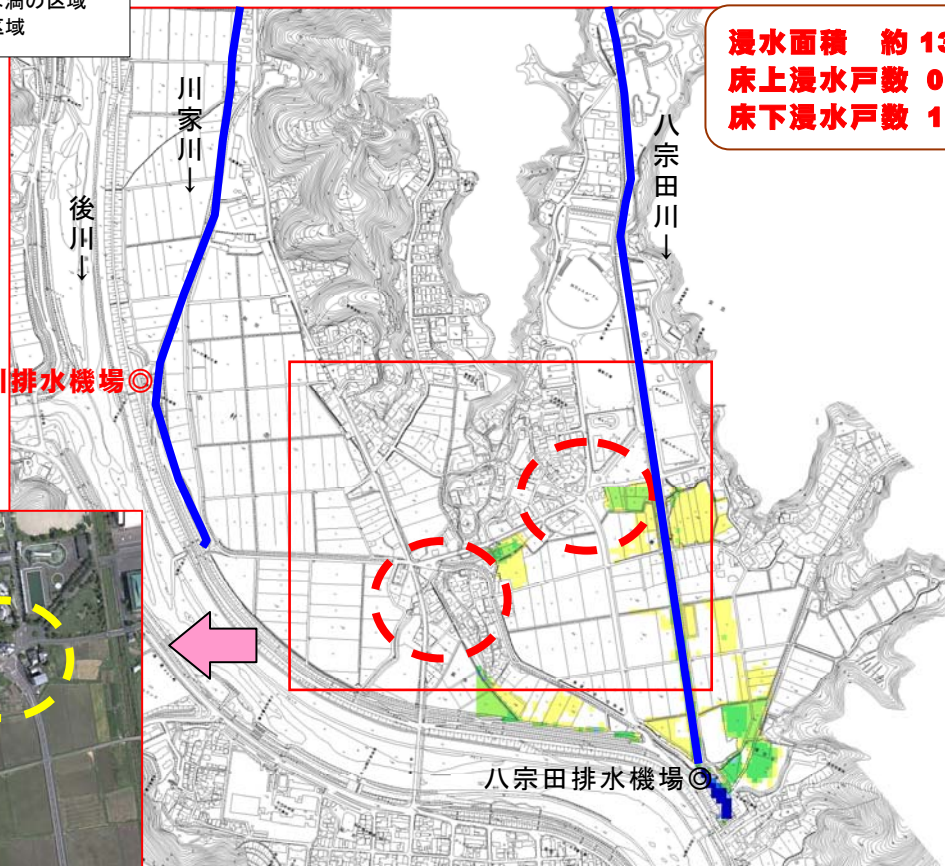 満の区域
区域
浸水面積 約 13
床上浸水戸数 0
床下浸水戸数 1
川家川→
八宗田川→
後川→
排水機場◎
八宗田排水機場◎